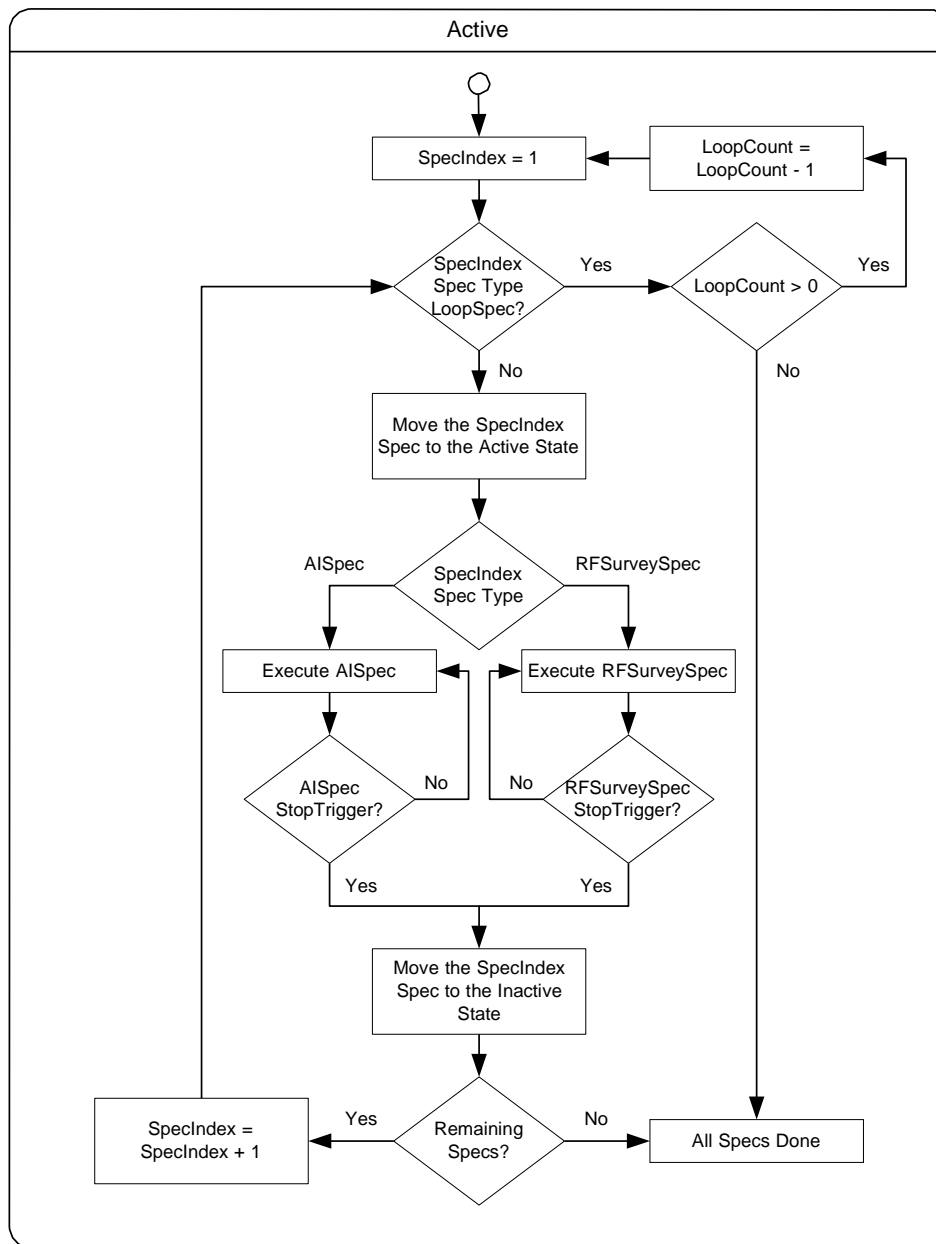 Active
SpecIndex = 1
LoopCount =
LoopCount - 1
SpecIndex
Spec Type
LoopSpec?
Yes
LoopCount > 0
Yes
No
No
Move the SpecIndex
Spec to the Active State
AISpec
SpecIndex
Spec Type
RFSurveySpec
Execute AISpec
Execute RFSurveySpec
AISpec
StopTrigger?
No
No
RFSurveySpec
StopTrigger?
Yes
Yes
Move the SpecIndex
Spec to the Inactive
State
SpecIndex =
SpecIndex + 1
Yes
Remaining
Specs?
No
All Specs Done